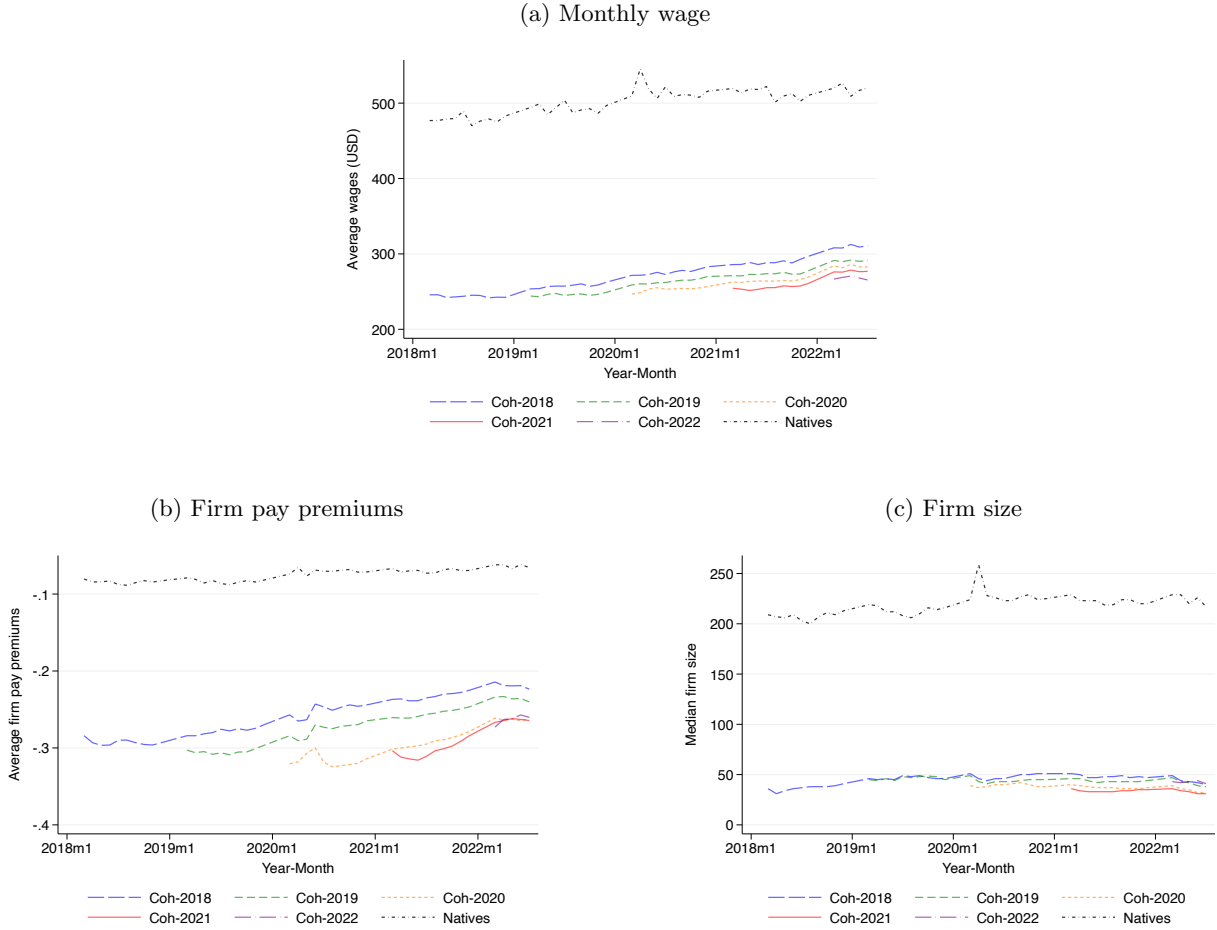 (a) Monthly wage
Average wages (USD)
500
400
300
200
2018m1 2019m1 2020m1 2021m1 2022m1
Year-Month
Coh-2018 Coh-2019 Coh-2020
Coh-2021 Coh-2022 Natives
(b) Firm pay premiums
Average firm pay premiums
-.1
-.2
-.3
-.4
2018m1 2019m1 2020m1 2021m1 2022m1
Year-Month
Coh-2018 Coh-2019 Coh-2020
Coh-2021 Coh-2022 Natives
(c) Firm size
Median firm size
250
200
150
100
50
0
2018m1 2019m1 2020m1 2021m1 2022m1
Year-Month
Coh-2018 Coh-2019 Coh-2020
Coh-2021 Coh-2022 Natives